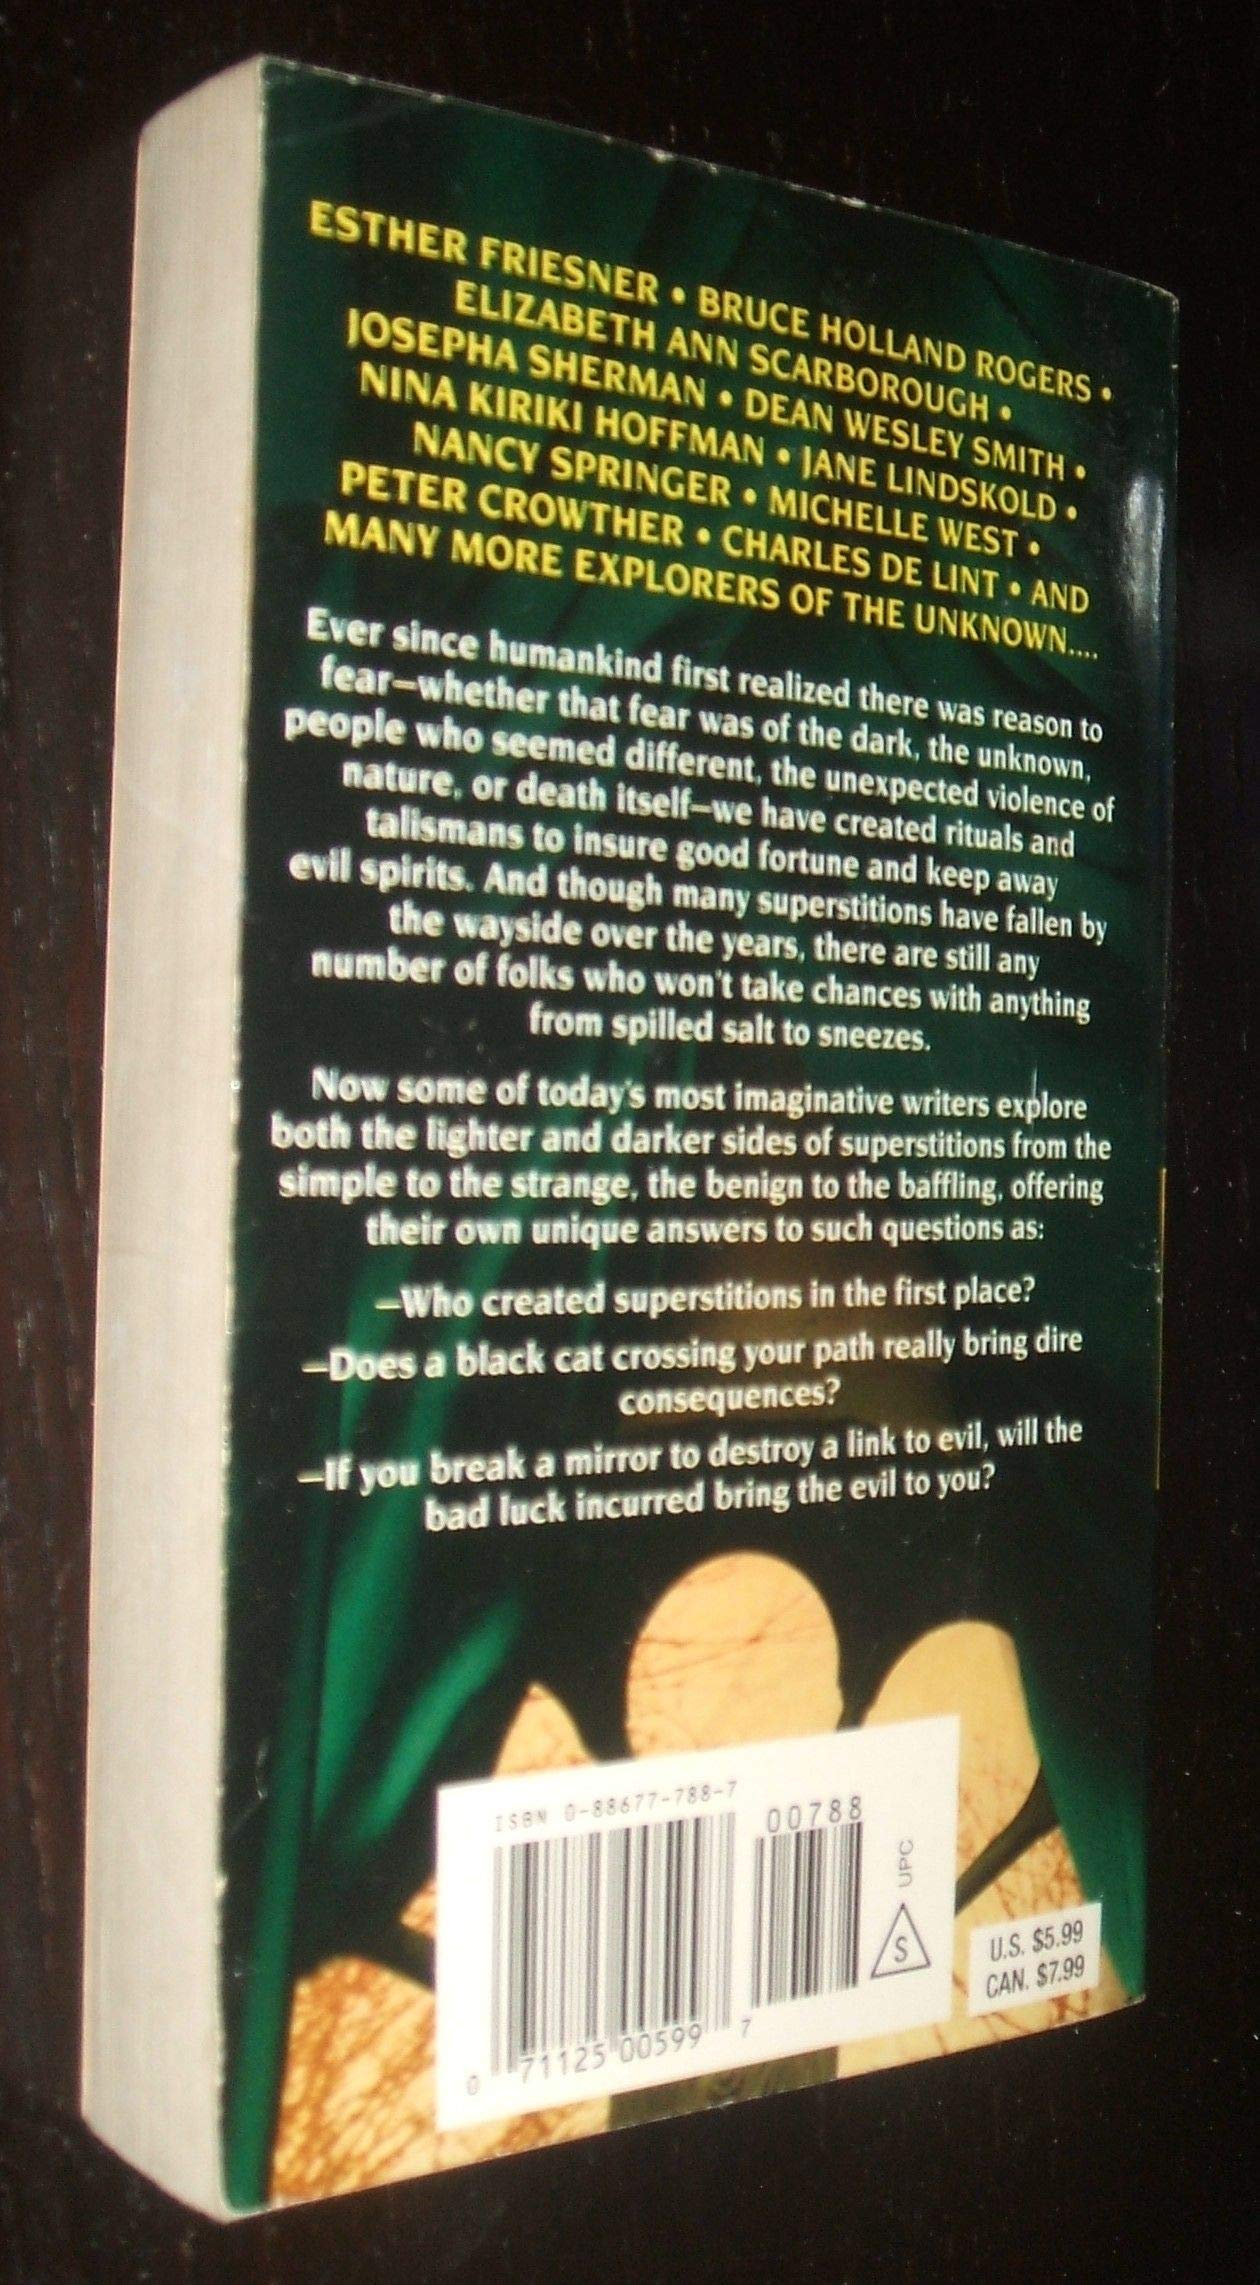 ESTHER FRIESNER • BRUCE HOLLAND ROGERS •
ELIZABETH ANN SCARBOROUGH •
JOSEPHA SHERMAN • DEAN WESLEY SMITH •
NINA KIRIKI HOFFMAN • JANE LINDSKOLD •
NANCY SPRINGER • MICHELLE WEST •
PETER CROWTHER • CHARLES DE LINT • AND
MANY MORE EXPLORERS OF THE UNKNOWN....
Ever since humankind first realized there was reason to
fear—whether that fear was of the dark, the unknown,
people who seemed different, the unexpected violence of
nature, or death itself—we have created rituals and
talismans to insure good fortune and keep away
evil spirits. And though many superstitions have fallen by
the wayside over the years, there are still any
number of folks who won't take chances with anything
from spilled salt to sneezes.
Now some of today's most imaginative writers explore
both the lighter and darker sides of superstitions from the
simple to the strange, the benign to the baffling, offering
their own unique answers to such questions as:
—Who created superstitions in the first place?
—Does a black cat crossing your path really bring dire
consequences?
—If you break a mirror to destroy a link to evil, will the
bad luck incurred bring the evil to you?
ISBN 0-88677-788-7
00788
UPC
S
0 71125 00599 7
U.S. $5.99
CAN. $7.99